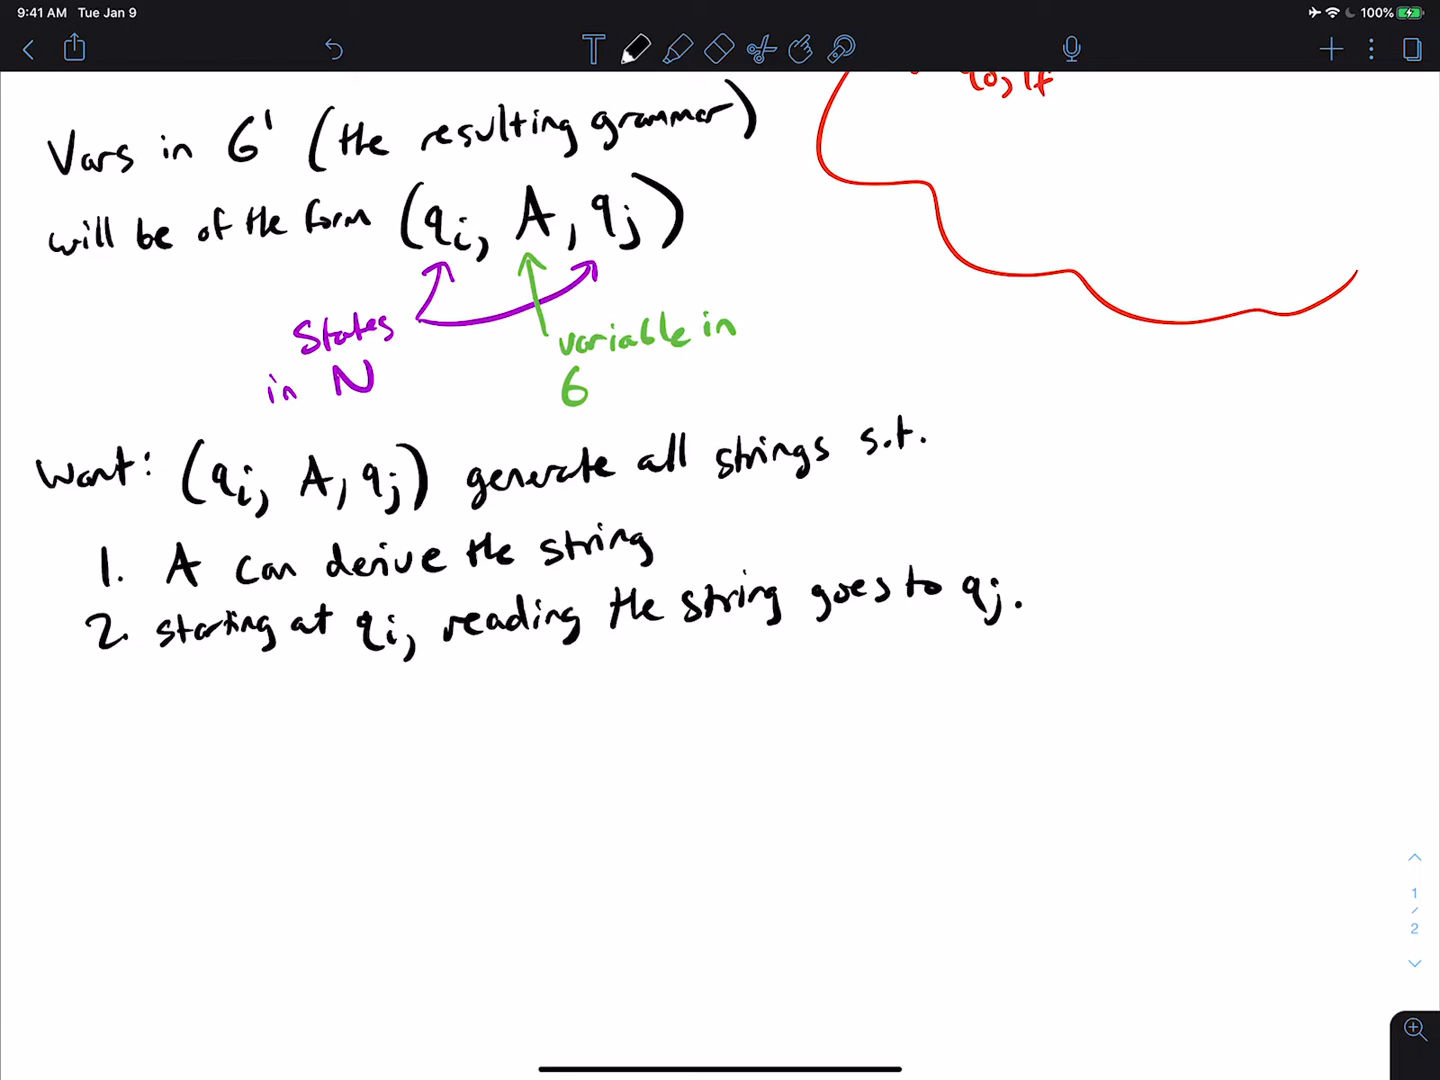 9:41 AM Tue Jan 9
100%
Vars in G' (the resulting grammar)
will be of the form (qi, A, qj)
States
in N
variable in
G
Want: (qi, A, qj) generate all strings s.t.
1. A can derive the string
2. starting at qi, reading the string goes to qj.
1
/
2